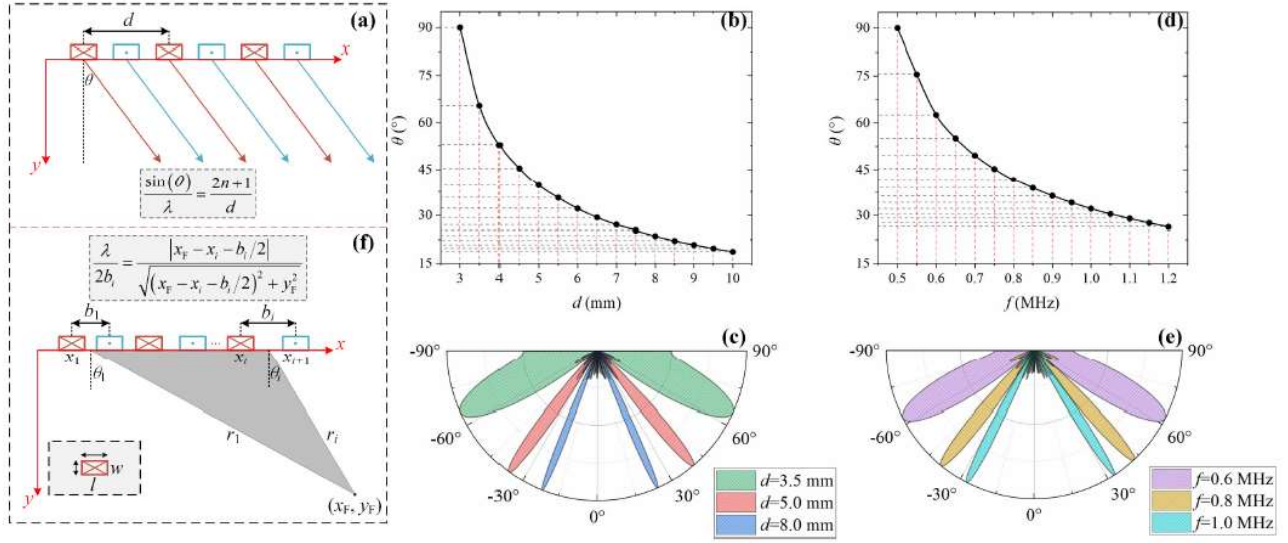 (a)
d
x
θ
y
sin(θ)/λ = (2n+1)/d
(f)
λ/2b_i = |x_F − x_i − b_i/2| / √((x_F − x_i − b_i/2)² + y_F²)
b_1
b_i
x
x_1
x_i
x_{i+1}
...
θ_1
θ_i
r_1
r_i
w
l
y
(x_F, y_F)
(b)
90
75
60
45
30
15
θ (°)
3 4 5 6 7 8 9 10
d (mm)
(d)
90
75
60
45
30
15
θ (°)
0.5 0.6 0.7 0.8 0.9 1.0 1.1 1.2
f (MHz)
(c)
-90°
90°
-60°
60°
-30°
30°
0°
d=3.5 mm
d=5.0 mm
d=8.0 mm
(e)
-90°
90°
-60°
60°
-30°
30°
0°
f=0.6 MHz
f=0.8 MHz
f=1.0 MHz